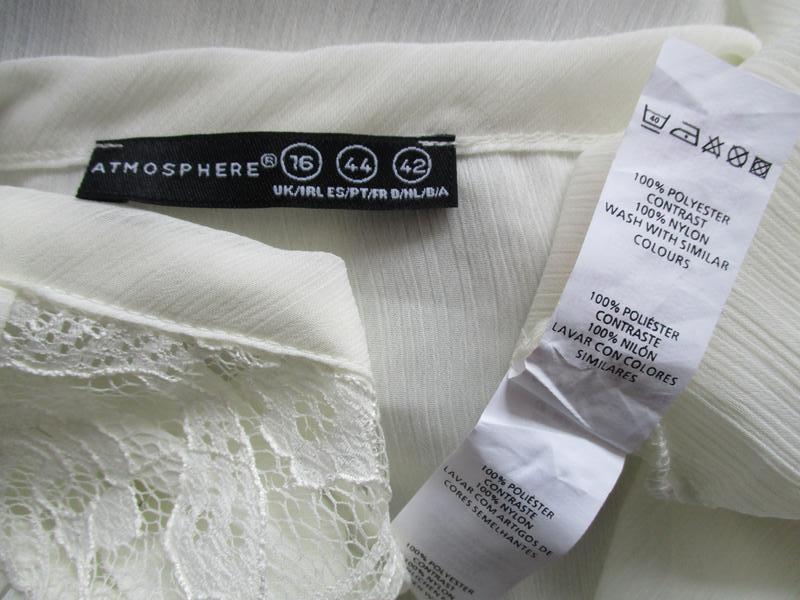 ATMOSPHERE® 16 44 42
UK/IRL ES/PT/FR D/NL/B/A
40
100% POLYESTER
CONTRAST
100% NYLON
WASH WITH SIMILAR
COLOURS
100% POLIÉSTER
CONTRASTE
100% NILÓN
LAVAR CON COLORES
SIMILARES
100% POLIÉSTER
CONTRASTE
100% NYLON
LAVAR COM ARTIGOS DE
CORES SEMELHANTES
100% POLYESTER
100% NYLON